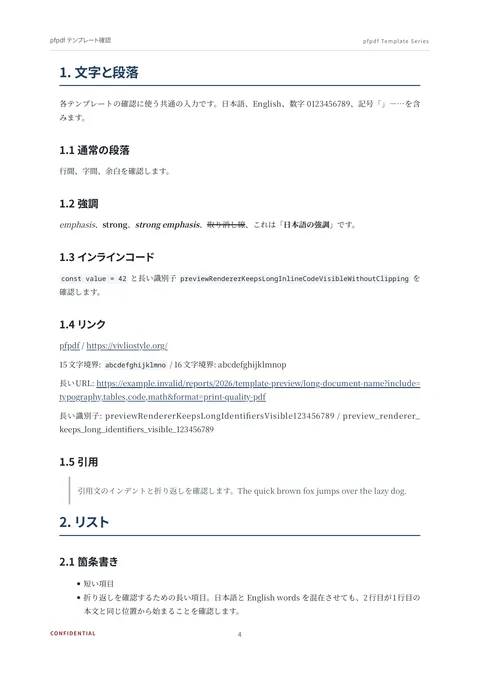 pfpdf テンプレート確認
pfpdf Template Series
1. 文字と段落
各テンプレートの確認に使う共通の入力です。日本語、English、数字 0123456789、記号「」—…を含
みます。
1.1 通常の段落
行間、字間、余白を確認します。
1.2 強調
emphasis、strong、strong emphasis、取り消し線、これは「日本語の強調」です。
1.3 インラインコード
const value = 42 と長い識別子 previewRendererKeepsLongInlineCodeVisibleWithoutClipping を
確認します。
1.4 リンク
pfpdf / https://vivliostyle.org/
15 文字境界: abcdefghijklmno / 16 文字境界: abcdefghijklmnop
長い URL: https://example.invalid/reports/2026/template-preview/long-document-name?include=
typography,tables,code,math&format=print-quality-pdf
長い識別子: previewRendererKeepsLongIdentifiersVisible123456789 / preview_renderer_
keeps_long_identifiers_visible_123456789
1.5 引用
引用文のインデントと折り返しを確認します。The quick brown fox jumps over the lazy dog.
2. リスト
2.1 箇条書き
• 短い項目
• 折り返しを確認するための長い項目。日本語と English words を混在させても、2 行目が 1 行目の
本文と同じ位置から始まることを確認します。
CONFIDENTIAL
4